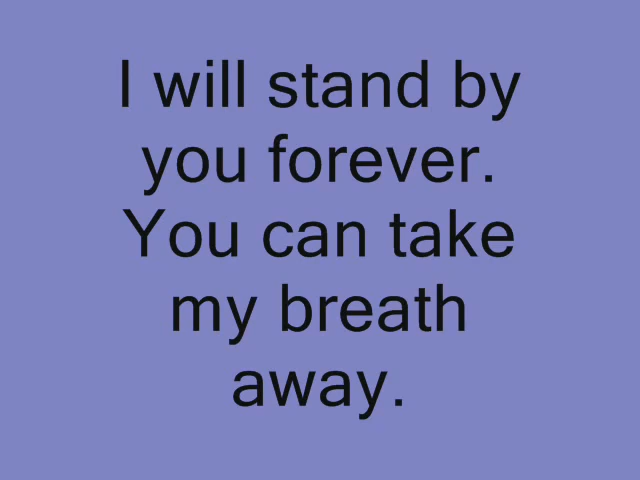 I will stand by
you forever.
You can take
my breath
away.